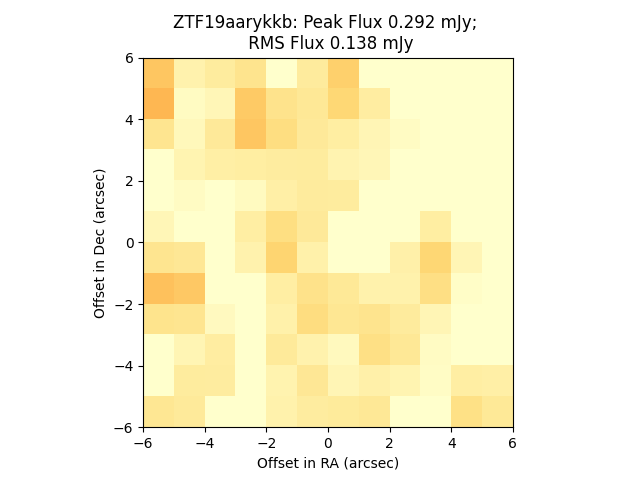 ZTF19aarykkb: Peak Flux 0.292 mJy;
RMS Flux 0.138 mJy
6
4
2
0
−2
−4
−6
Offset in Dec (arcsec)
−6 −4 −2 0 2 4 6
Offset in RA (arcsec)